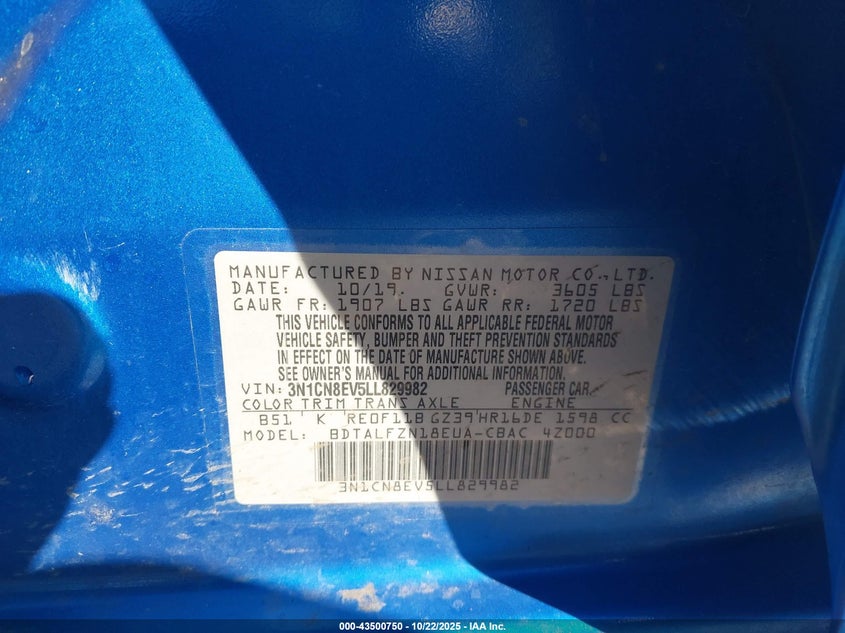 MANUFACTURED BY NISSAN MOTOR CO., LTD.
DATE: 10/19. GVWR: 3605 LBS
GAWR FR: 1907 LBS GAWR RR: 1720 LBS
THIS VEHICLE CONFORMS TO ALL APPLICABLE FEDERAL MOTOR
VEHICLE SAFETY, BUMPER AND THEFT PREVENTION STANDARDS
IN EFFECT ON THE DATE OF MANUFACTURE SHOWN ABOVE.
SEE OWNER'S MANUAL FOR ADDITIONAL INFORMATION.
VIN: 3N1CN8EV5LL829982 PASSENGER CAR
COLOR TRIM TRANS AXLE ENGINE
B51 K RE0F11B GZ39 HR16DE 1598 CC
MODEL: BDTALFZN18EUA-CBAC 4Z000
3N1CN8EV5LL829982
000-43500750 - 10/22/2025 - IAA Inc.